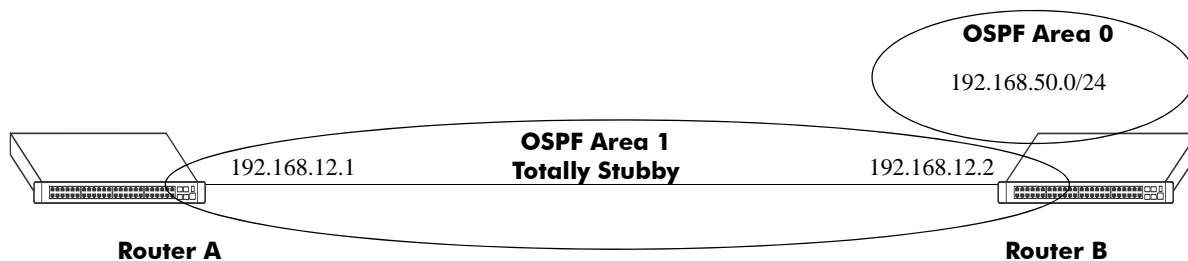 OSPF Area 0
192.168.50.0/24
OSPF Area 1
Totally Stubby
192.168.12.1
192.168.12.2
Router A
Router B